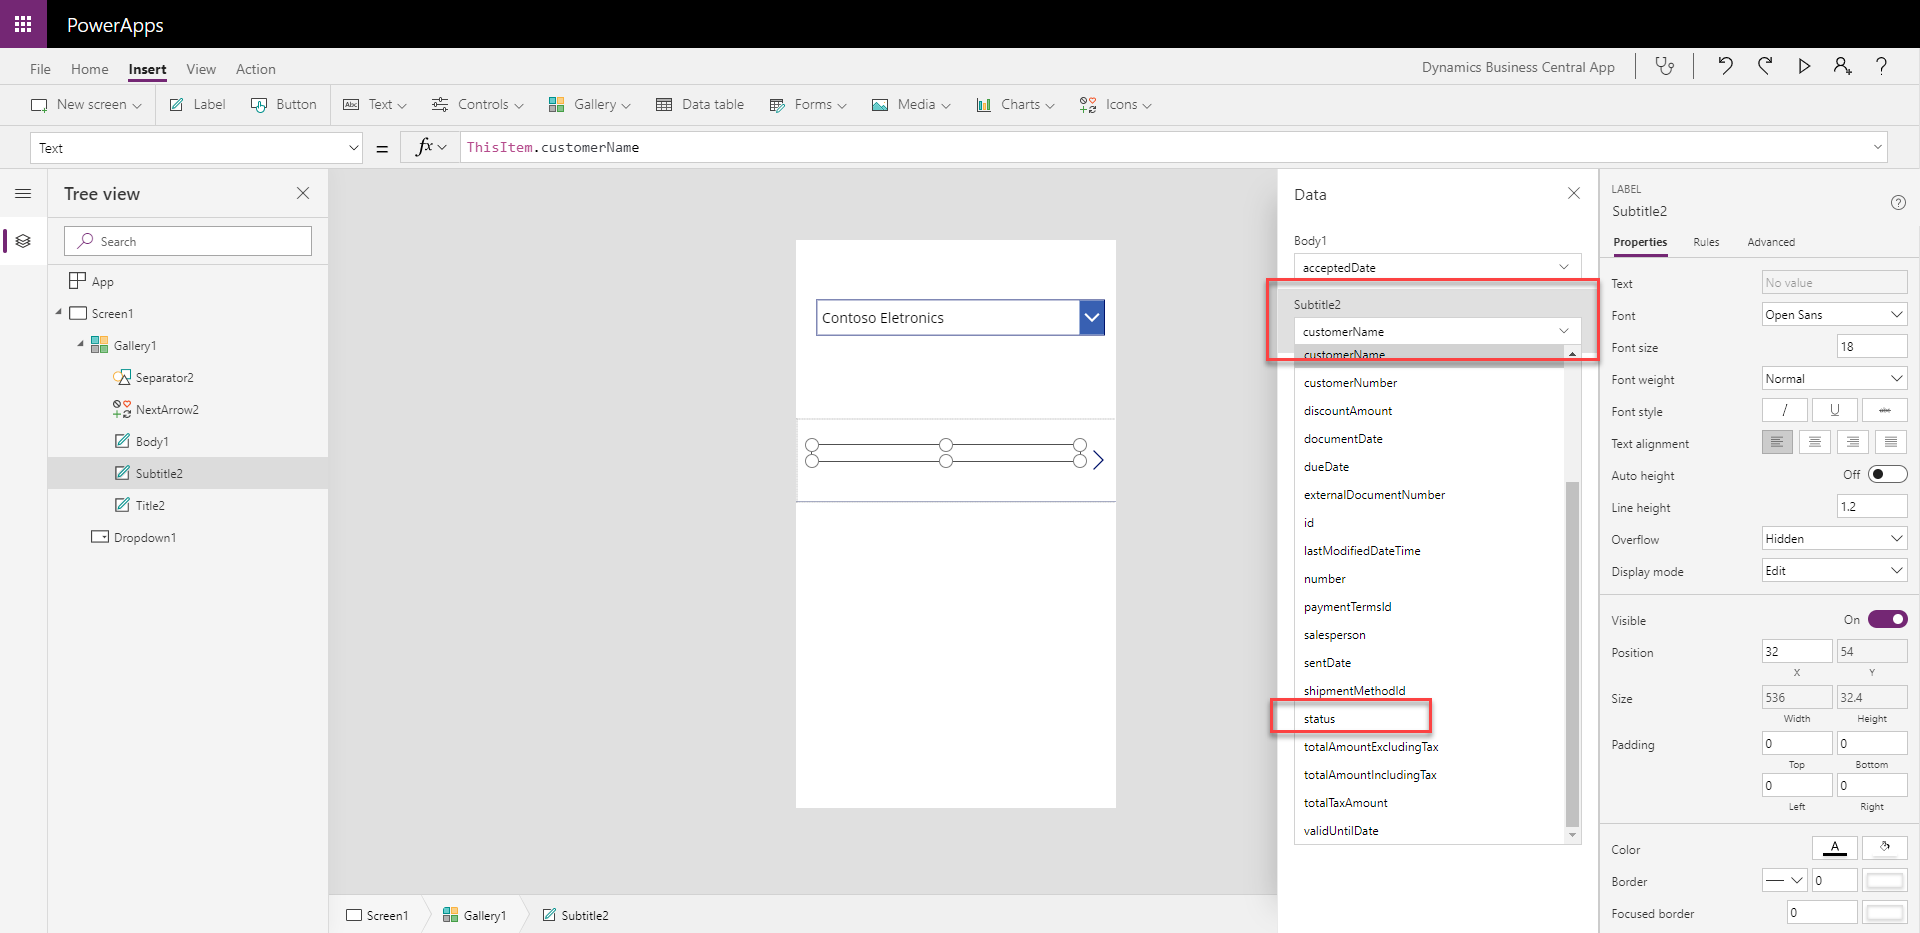 PowerApps
File Home Insert View Action
Dynamics Business Central App
New screen Label Button Text Controls Gallery Data table Forms Media Charts Icons
Text = fx ThisItem.customerName
Tree view
Search
App
Screen1
Gallery1
Separator2
NextArrow2
Body1
Subtitle2
Title2
Dropdown1
Contoso Eletronics
Screen1 Gallery1 Subtitle2
Data
Body1
acceptedDate
Subtitle2
customerName
customerName
customerNumber
discountAmount
documentDate
dueDate
externalDocumentNumber
id
lastModifiedDateTime
number
paymentTermsId
salesperson
sentDate
shipmentMethodId
status
totalAmountExcludingTax
totalAmountIncludingTax
totalTaxAmount
validUntilDate
LABEL
Subtitle2
Properties Rules Advanced
Text No value
Font Open Sans
Font size 18
Font weight Normal
Font style / U abc
Text alignment
Auto height Off
Line height 1.2
Overflow Hidden
Display mode Edit
Visible On
Position 32 54
X Y
Size 536 32.4
Width Height
Padding 0 0
Top Bottom
0 0
Left Right
Color A
Border 0
Focused border 0